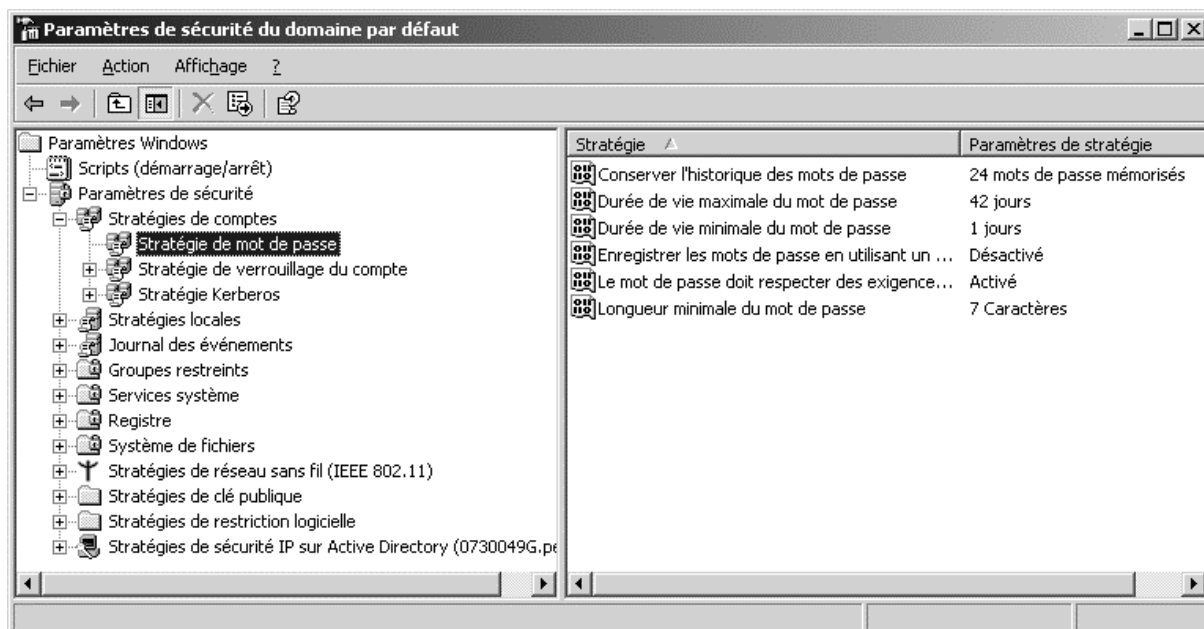 Paramètres de sécurité du domaine par défaut
Fichier Action Affichage ?
Paramètres Windows
Scripts (démarrage/arrêt)
Paramètres de sécurité
Stratégies de comptes
Stratégie de mot de passe
Stratégie de verrouillage du compte
Stratégie Kerberos
Stratégies locales
Journal des événements
Groupes restreints
Services système
Registre
Système de fichiers
Stratégies de réseau sans fil (IEEE 802.11)
Stratégies de clé publique
Stratégies de restriction logicielle
Stratégies de sécurité IP sur Active Directory (0730049G.pe
Stratégie Paramètres de stratégie
Conserver l'historique des mots de passe 24 mots de passe mémorisés
Durée de vie maximale du mot de passe 42 jours
Durée de vie minimale du mot de passe 1 jours
Enregistrer les mots de passe en utilisant un ... Désactivé
Le mot de passe doit respecter des exigence... Activé
Longueur minimale du mot de passe 7 Caractères